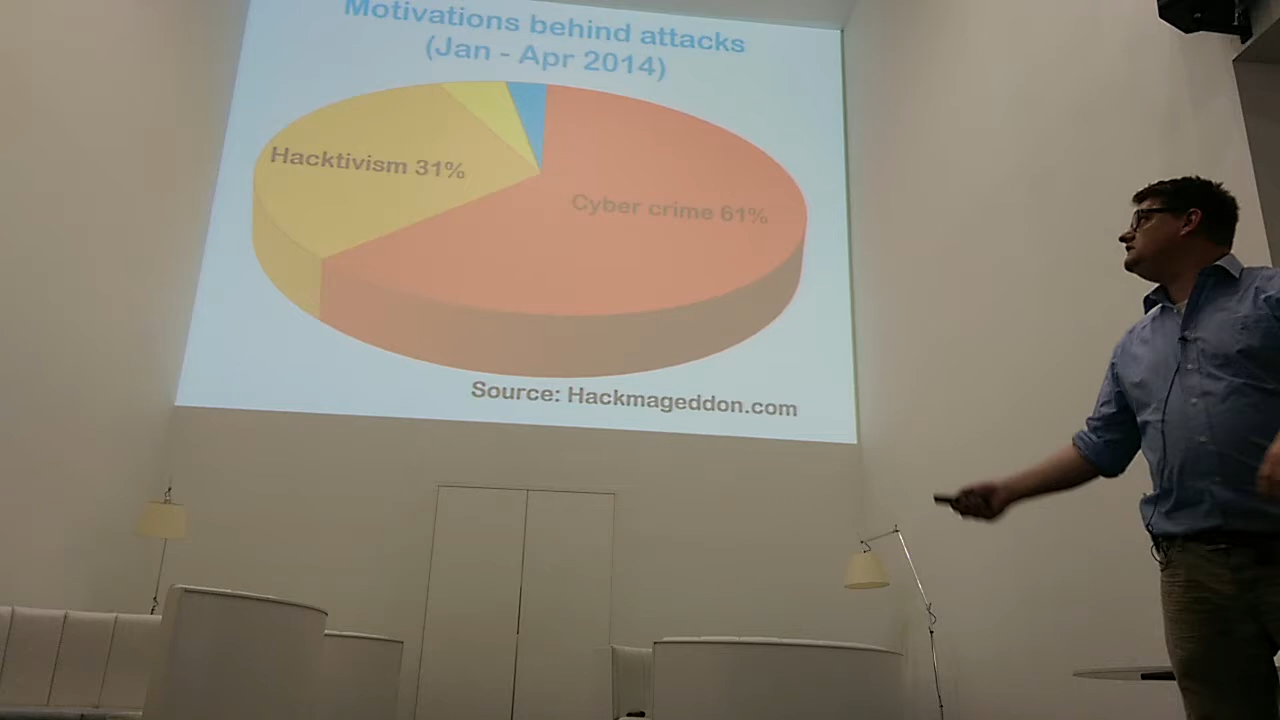 Motivations behind attacks
(Jan - Apr 2014)
Hacktivism 31%
Cyber crime 61%
Source: Hackmageddon.com